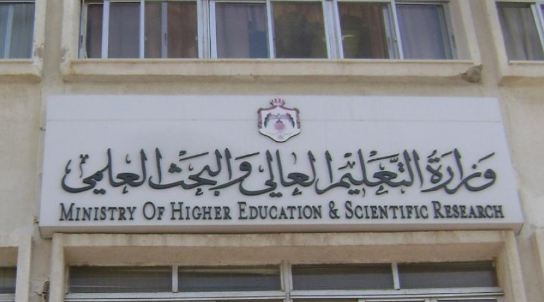 وزارة التعليم العالي والبحث العلمي
MINISTRY OF HIGHER EDUCATION & SCIENTIFIC RESEARCH